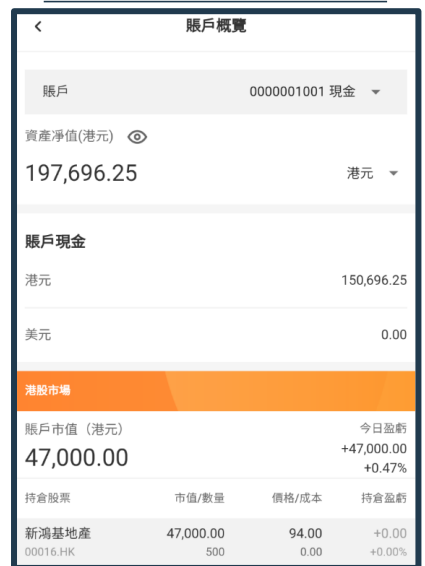 賬戶概覽
賬戶 0000001001 現金
資產净值(港元)
197,696.25 港元
賬戶現金
港元 150,696.25
美元 0.00
港股市場
賬戶市值（港元） 今日盈虧
47,000.00 +47,000.00
+0.47%
持倉股票 市值/數量 價格/成本 持倉盈虧
新鴻基地產 47,000.00 94.00 +0.00
00016.HK 500 0.00 +0.00%